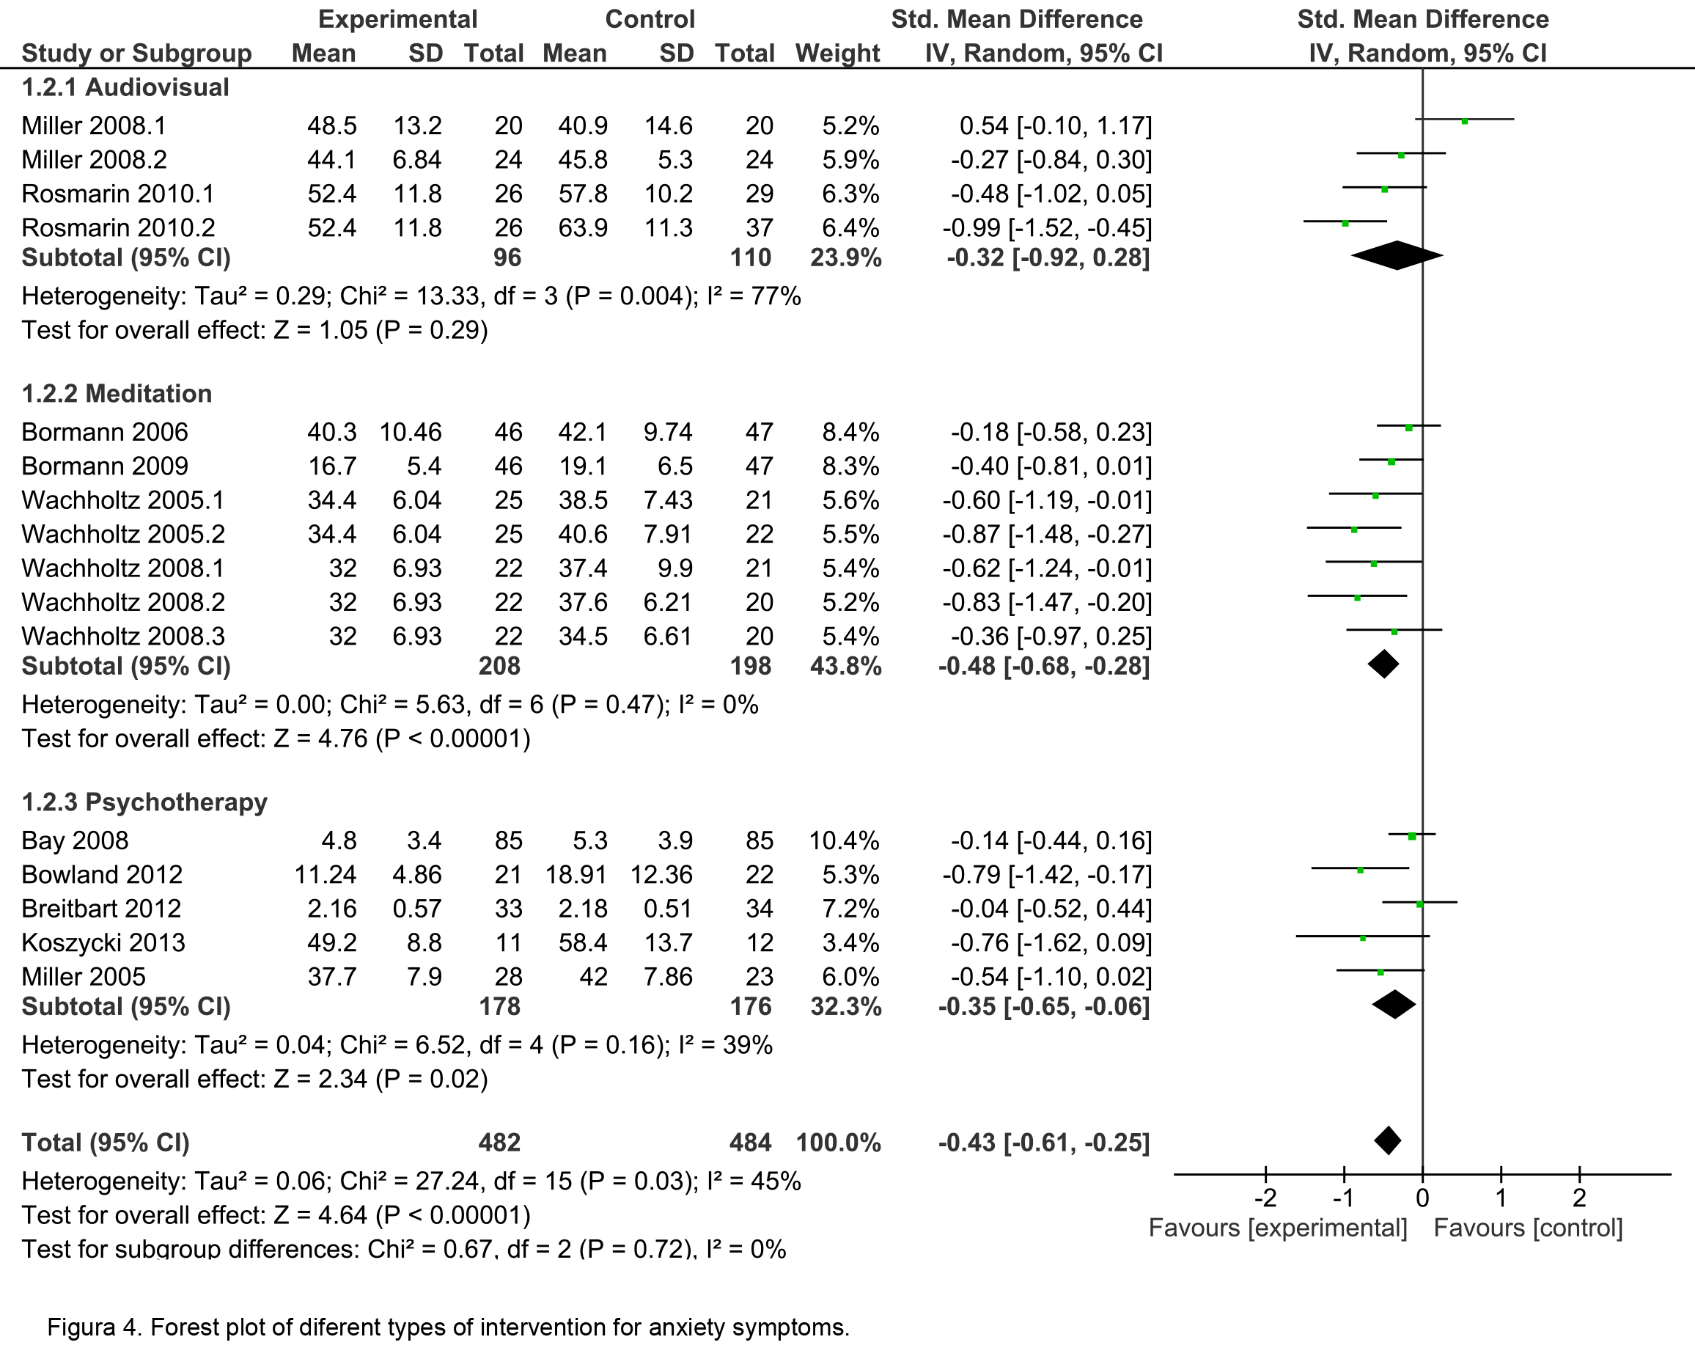 Experimental Control Std. Mean Difference Std. Mean Difference
Study or Subgroup Mean SD Total Mean SD Total Weight IV, Random, 95% CI IV, Random, 95% CI
1.2.1 Audiovisual
Miller 2008.1 48.5 13.2 20 40.9 14.6 20 5.2% 0.54 [-0.10, 1.17]
Miller 2008.2 44.1 6.84 24 45.8 5.3 24 5.9% -0.27 [-0.84, 0.30]
Rosmarin 2010.1 52.4 11.8 26 57.8 10.2 29 6.3% -0.48 [-1.02, 0.05]
Rosmarin 2010.2 52.4 11.8 26 63.9 11.3 37 6.4% -0.99 [-1.52, -0.45]
Subtotal (95% CI) 96 110 23.9% -0.32 [-0.92, 0.28]
Heterogeneity: Tau² = 0.29; Chi² = 13.33, df = 3 (P = 0.004); I² = 77%
Test for overall effect: Z = 1.05 (P = 0.29)
1.2.2 Meditation
Bormann 2006 40.3 10.46 46 42.1 9.74 47 8.4% -0.18 [-0.58, 0.23]
Bormann 2009 16.7 5.4 46 19.1 6.5 47 8.3% -0.40 [-0.81, 0.01]
Wachholtz 2005.1 34.4 6.04 25 38.5 7.43 21 5.6% -0.60 [-1.19, -0.01]
Wachholtz 2005.2 34.4 6.04 25 40.6 7.91 22 5.5% -0.87 [-1.48, -0.27]
Wachholtz 2008.1 32 6.93 22 37.4 9.9 21 5.4% -0.62 [-1.24, -0.01]
Wachholtz 2008.2 32 6.93 22 37.6 6.21 20 5.2% -0.83 [-1.47, -0.20]
Wachholtz 2008.3 32 6.93 22 34.5 6.61 20 5.4% -0.36 [-0.97, 0.25]
Subtotal (95% CI) 208 198 43.8% -0.48 [-0.68, -0.28]
Heterogeneity: Tau² = 0.00; Chi² = 5.63, df = 6 (P = 0.47); I² = 0%
Test for overall effect: Z = 4.76 (P < 0.00001)
1.2.3 Psychotherapy
Bay 2008 4.8 3.4 85 5.3 3.9 85 10.4% -0.14 [-0.44, 0.16]
Bowland 2012 11.24 4.86 21 18.91 12.36 22 5.3% -0.79 [-1.42, -0.17]
Breitbart 2012 2.16 0.57 33 2.18 0.51 34 7.2% -0.04 [-0.52, 0.44]
Koszycki 2013 49.2 8.8 11 58.4 13.7 12 3.4% -0.76 [-1.62, 0.09]
Miller 2005 37.7 7.9 28 42 7.86 23 6.0% -0.54 [-1.10, 0.02]
Subtotal (95% CI) 178 176 32.3% -0.35 [-0.65, -0.06]
Heterogeneity: Tau² = 0.04; Chi² = 6.52, df = 4 (P = 0.16); I² = 39%
Test for overall effect: Z = 2.34 (P = 0.02)
Total (95% CI) 482 484 100.0% -0.43 [-0.61, -0.25]
Heterogeneity: Tau² = 0.06; Chi² = 27.24, df = 15 (P = 0.03); I² = 45%
-2 -1 0 1 2
Test for overall effect: Z = 4.64 (P < 0.00001)
Favours [experimental] Favours [control]
Test for subgroup differences: Chi² = 0.67, df = 2 (P = 0.72), I² = 0%
Figura 4. Forest plot of diferent types of intervention for anxiety symptoms.